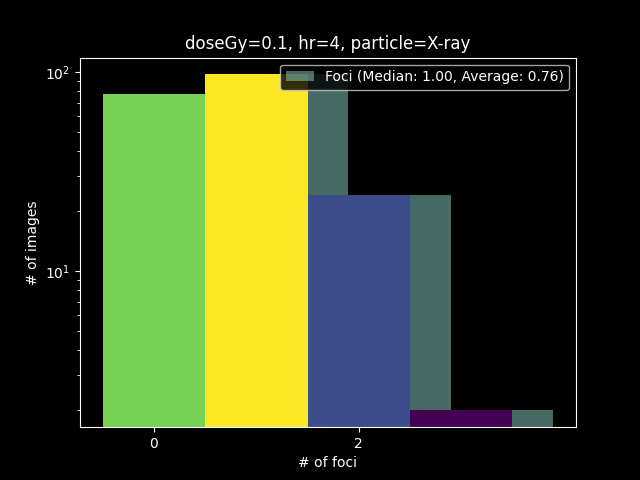 doseGy=0.1, hr=4, particle=X-ray
Foci (Median: 1.00, Average: 0.76)
10²
10¹
# of images
0 2
# of foci